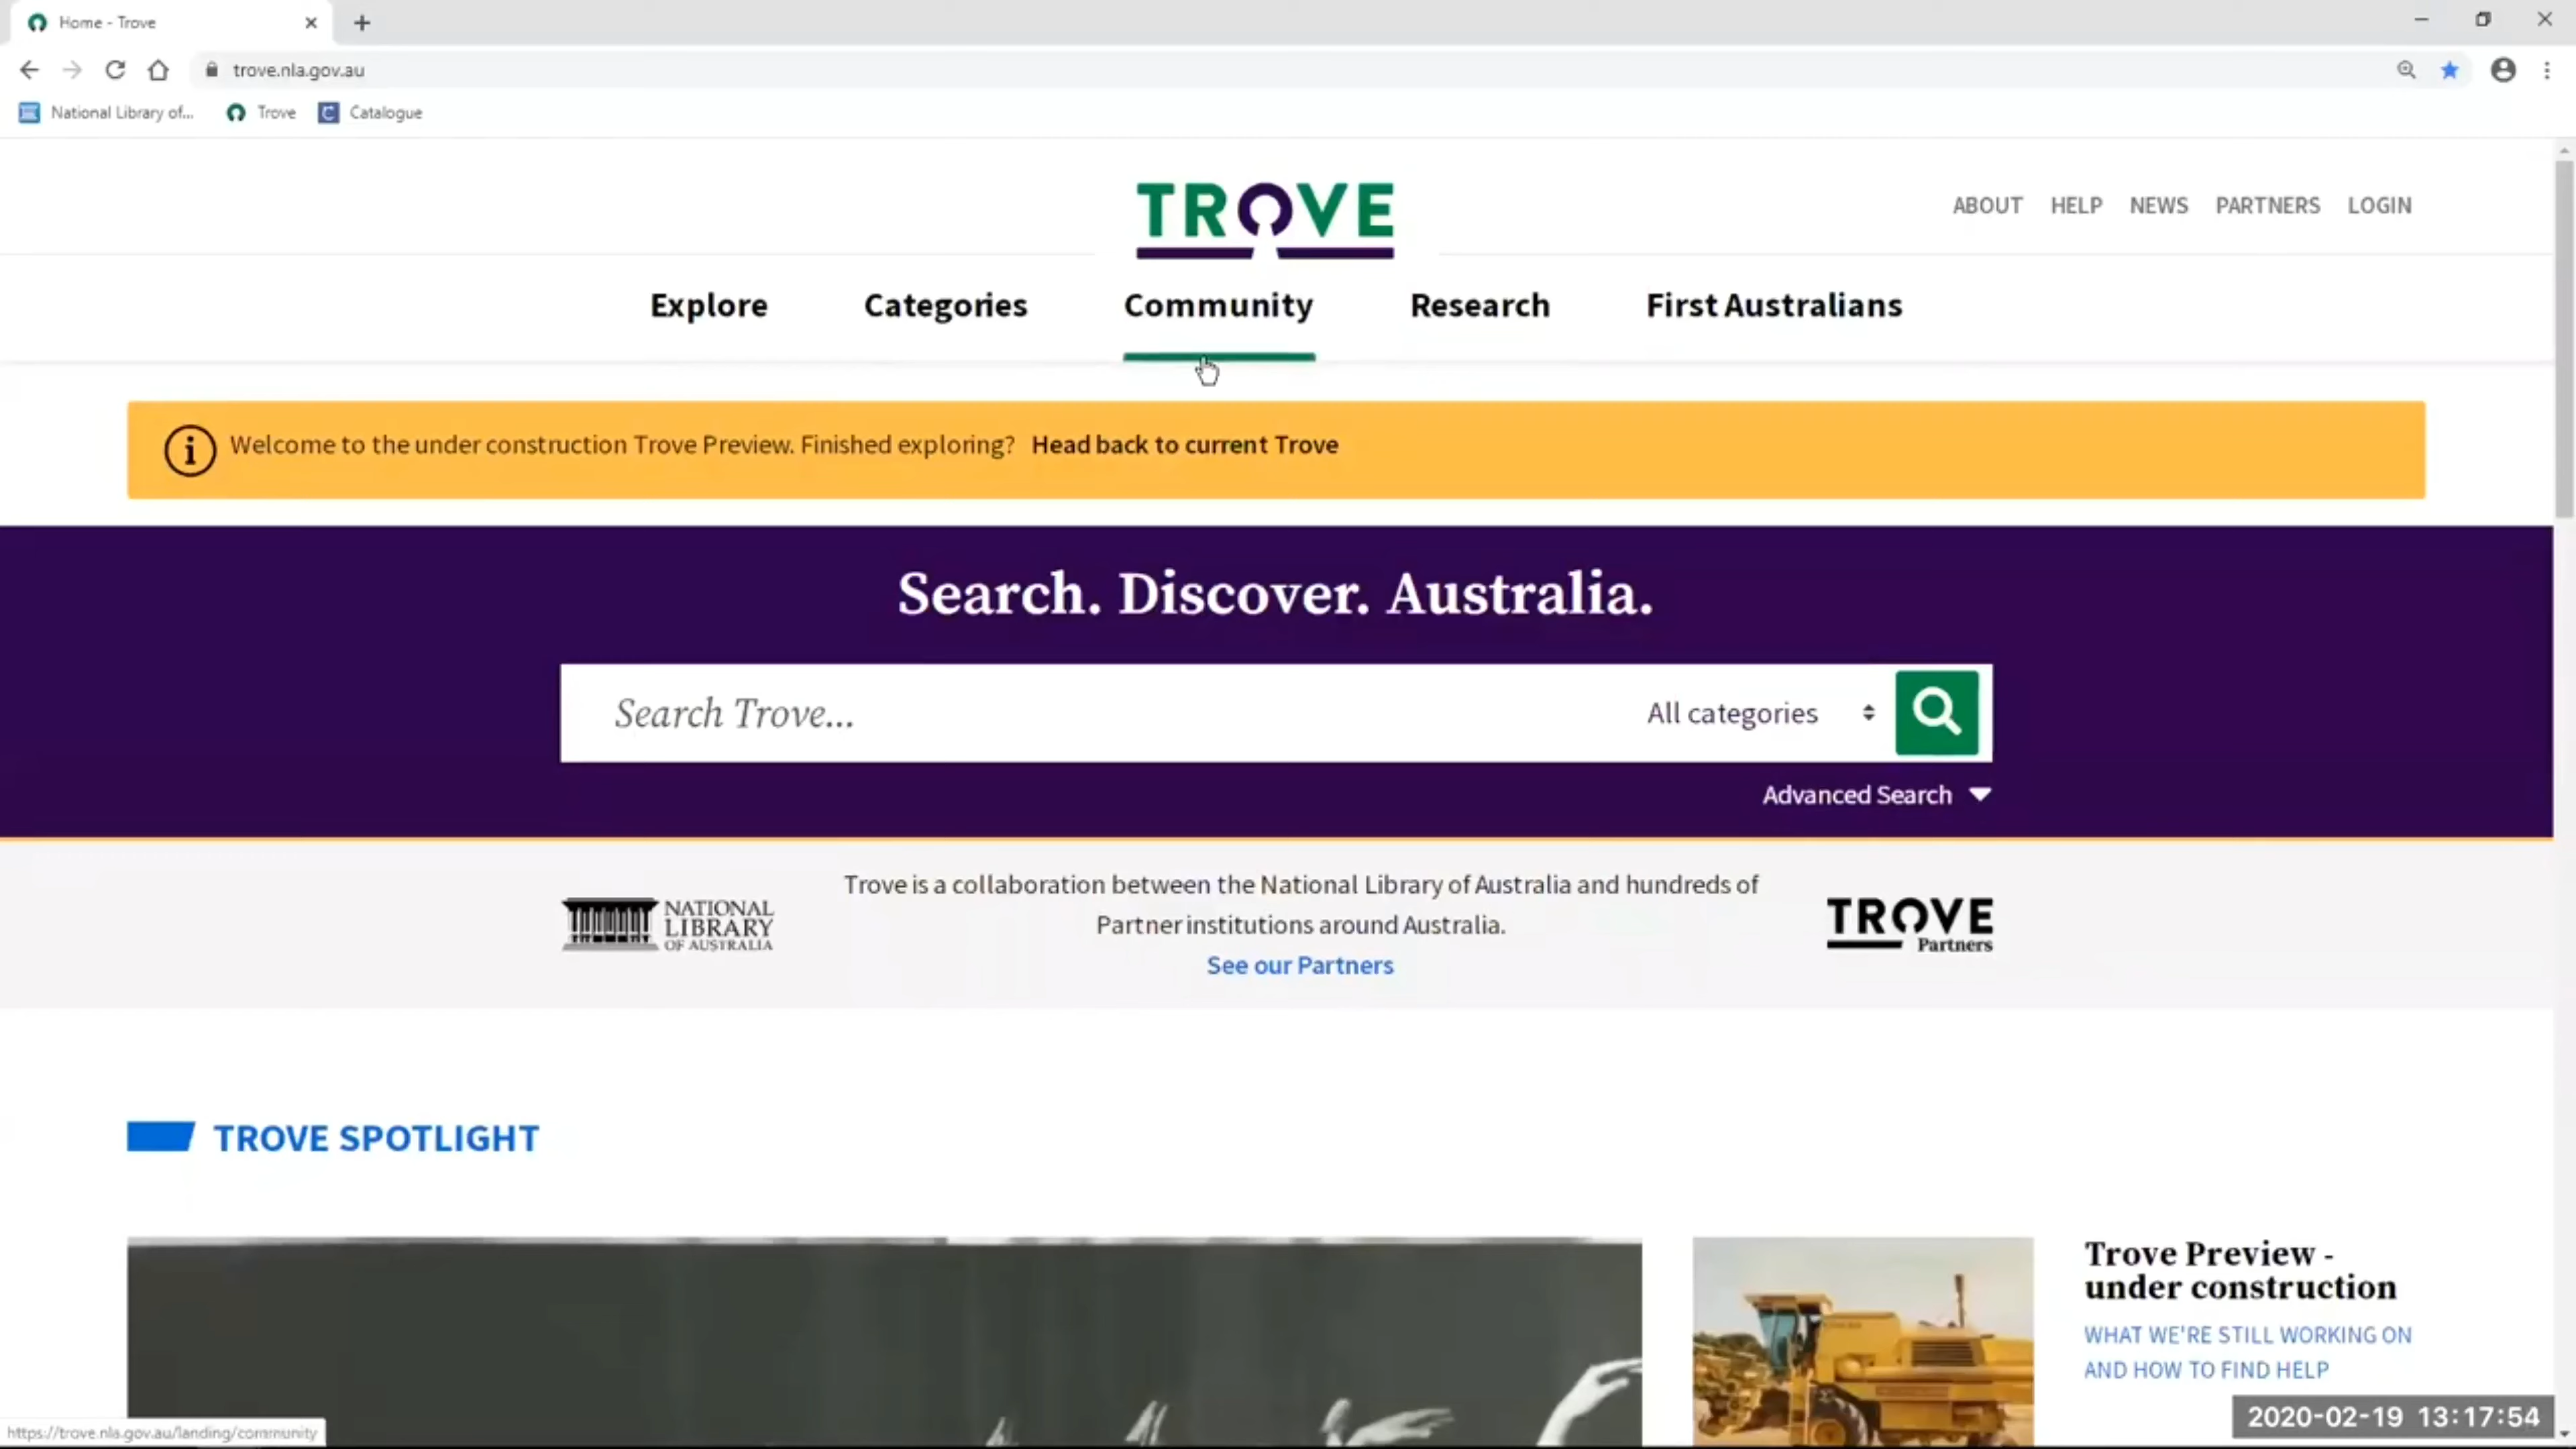 Home - Trove
trove.nla.gov.au
National Library of... Trove Catalogue
TROVE
ABOUT HELP NEWS PARTNERS LOGIN
Explore Categories Community Research First Australians
Welcome to the under construction Trove Preview. Finished exploring? Head back to current Trove
Search. Discover. Australia.
Search Trove... All categories
Advanced Search
NATIONAL
LIBRARY
OF AUSTRALIA
Trove is a collaboration between the National Library of Australia and hundreds of
Partner institutions around Australia.
See our Partners
TROVE
Partners
TROVE SPOTLIGHT
Trove Preview -
under construction
WHAT WE'RE STILL WORKING ON
AND HOW TO FIND HELP
https://trove.nla.gov.au/landing/community
2020-02-19 13:17:54